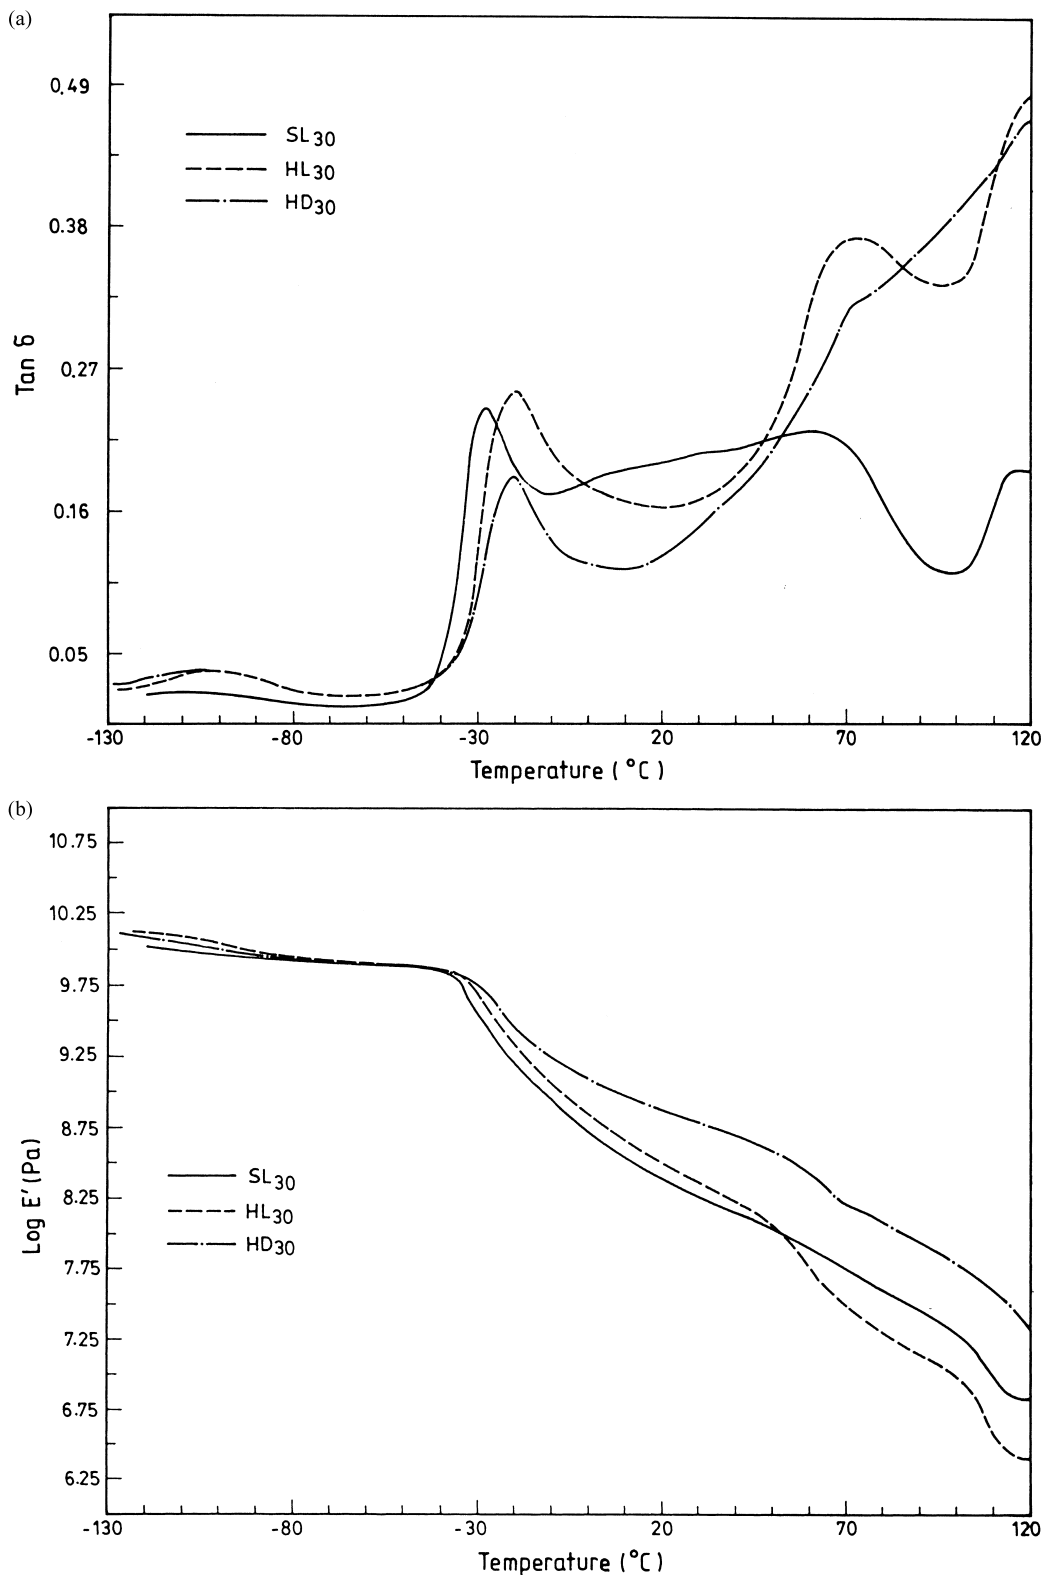 (a)
0.49
SL30
HL30
0.38
HD30
Tan δ
0.27
0.16
0.05
-130 -80 -30 20 70 120
Temperature (°C)
(b)
10.75
10.25
9.75
9.25
8.75
Log E′ (Pa)
SL30
8.25
HL30
HD30
7.75
7.25
6.75
6.25
-130 -80 -30 20 70 120
Temperature (°C)